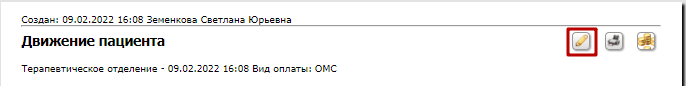 Создан: 09.02.2022 16:08 Земенкова Светлана Юрьевна
Движение пациента
Терапевтическое отделение - 09.02.2022 16:08 Вид оплаты: ОМС